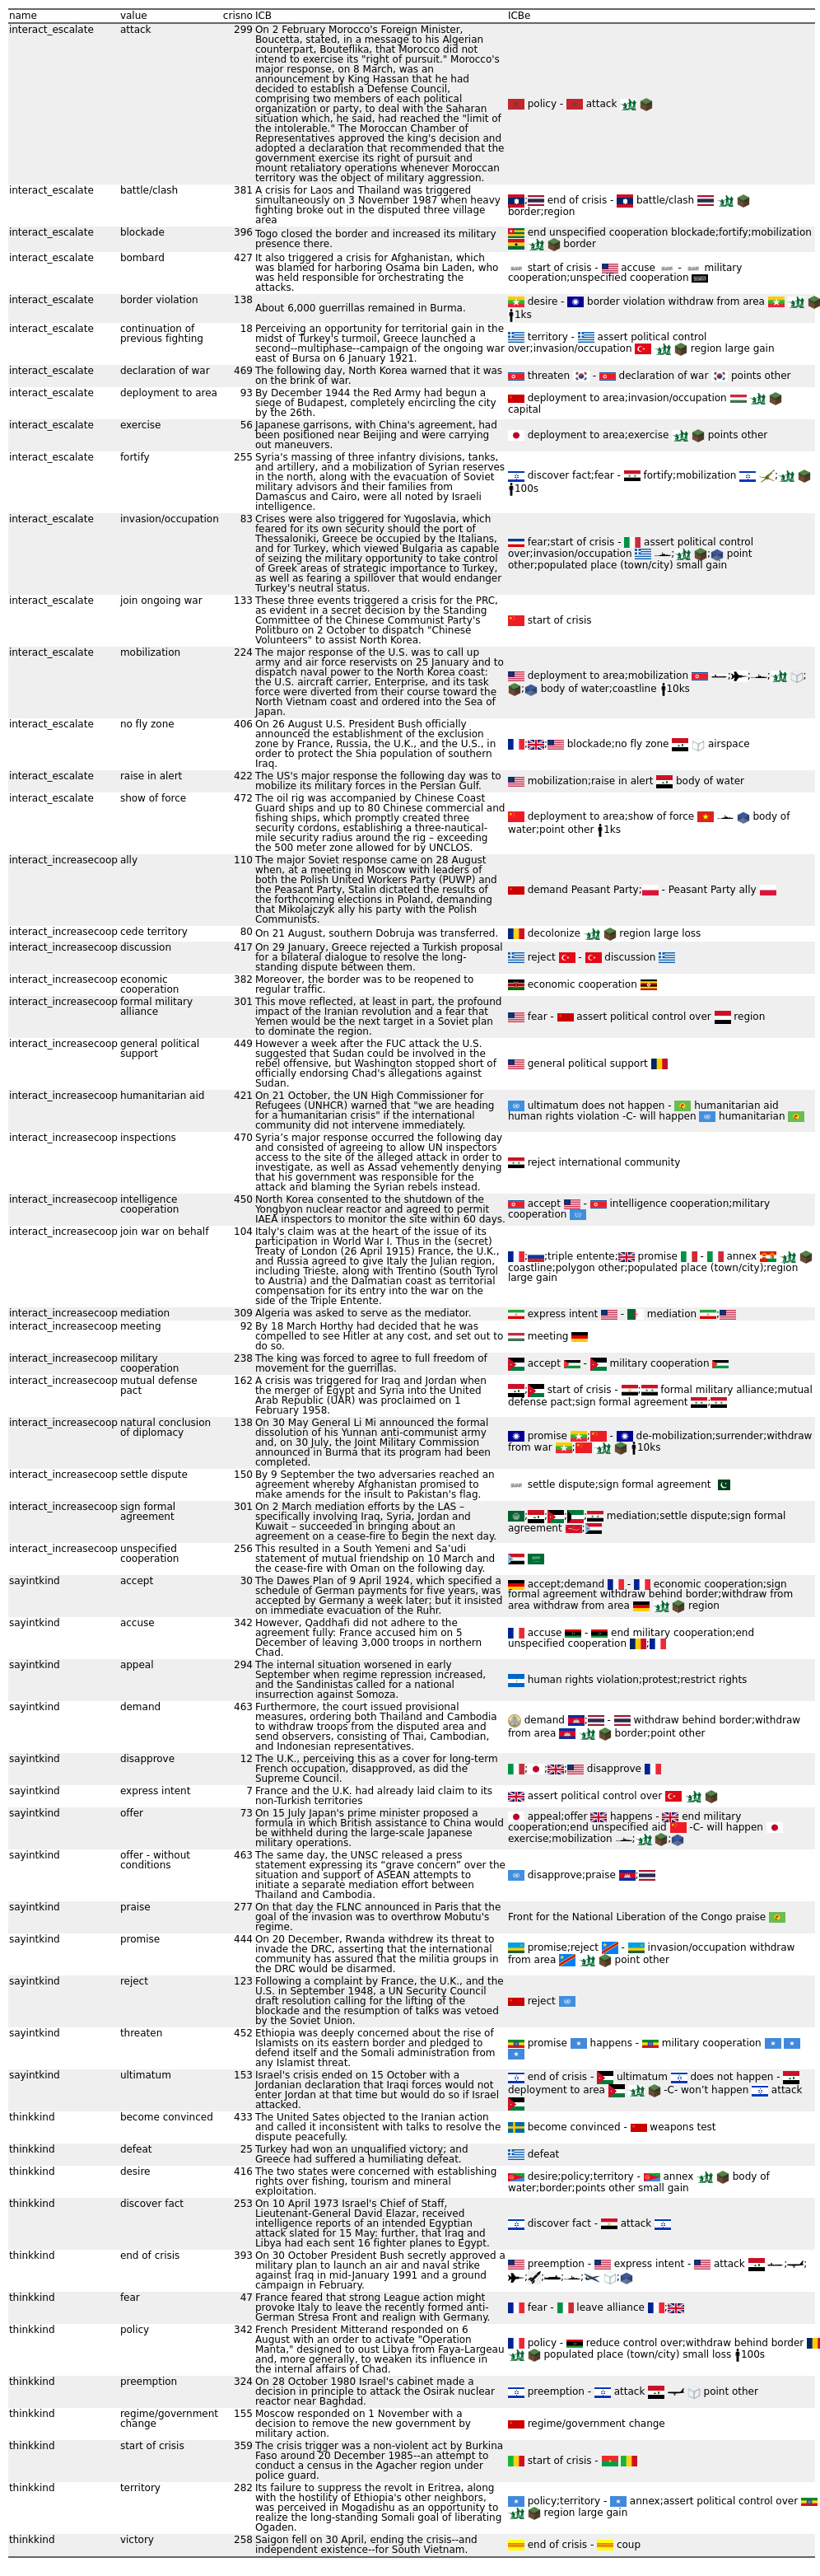 name value crisno ICB ICBe
interact_escalate attack 299 On 2 February Morocco's Foreign Minister,
Boucetta, stated, in a message to his Algerian
counterpart, Bouteflika, that Morocco did not
intend to exercise its "right of pursuit." Morocco's
major response, on 8 March, was an
announcement by King Hassan that he had
decided to establish a Defense Council,
comprising two members of each political
organization or party, to deal with the Saharan
situation which, he said, had reached the "limit of
the intolerable." The Moroccan Chamber of
Representatives approved the king's decision and
adopted a declaration that recommended that the
government exercise its right of pursuit and
mount retaliatory operations whenever Moroccan
territory was the object of military aggression.
policy - attack
interact_escalate battle/clash 381 A crisis for Laos and Thailand was triggered
simultaneously on 3 November 1987 when heavy
fighting broke out in the disputed three village
area
; end of crisis - battle/clash
border;region
interact_escalate blockade 396 Togo closed the border and increased its military
presence there.
end unspecified cooperation blockade;fortify;mobilization
border
interact_escalate bombard 427 It also triggered a crisis for Afghanistan, which
was blamed for harboring Osama bin Laden, who
was held responsible for orchestrating the
attacks.
start of crisis - accuse - military
cooperation;unspecified cooperation
interact_escalate border violation 138 About 6,000 guerrillas remained in Burma.
desire - border violation withdraw from area
1ks
interact_escalate continuation of
previous fighting
18 Perceiving an opportunity for territorial gain in the
midst of Turkey's turmoil, Greece launched a
second--multiphase--campaign of the ongoing war
east of Bursa on 6 January 1921.
territory - assert political control
over;invasion/occupation region large gain
interact_escalate declaration of war 469 The following day, North Korea warned that it was
on the brink of war.
threaten - declaration of war points other
interact_escalate deployment to area 93 By December 1944 the Red Army had begun a
siege of Budapest, completely encircling the city
by the 26th.
deployment to area;invasion/occupation
capital
interact_escalate exercise 56 Japanese garrisons, with China's agreement, had
been positioned near Beijing and were carrying
out maneuvers.
deployment to area;exercise points other
interact_escalate fortify 255 Syria's massing of three infantry divisions, tanks,
and artillery, and a mobilization of Syrian reserves
in the north, along with the evacuation of Soviet
military advisors and their families from
Damascus and Cairo, were all noted by Israeli
intelligence.
discover fact;fear - fortify;mobilization ;
100s
interact_escalate invasion/occupation 83 Crises were also triggered for Yugoslavia, which
feared for its own security should the port of
Thessaloniki, Greece be occupied by the Italians,
and for Turkey, which viewed Bulgaria as capable
of seizing the military opportunity to take control
of Greek areas of strategic importance to Turkey,
as well as fearing a spillover that would endanger
Turkey's neutral status.
fear;start of crisis - assert political control
over;invasion/occupation ; ; point
other;populated place (town/city) small gain
interact_escalate join ongoing war 133 These three events triggered a crisis for the PRC,
as evident in a secret decision by the Standing
Committee of the Chinese Communist Party's
Politburo on 2 October to dispatch "Chinese
Volunteers" to assist North Korea.
start of crisis
interact_escalate mobilization 224 The major response of the U.S. was to call up
army and air force reservists on 25 January and to
dispatch naval power to the North Korea coast:
the U.S. aircraft carrier, Enterprise, and its task
force were diverted from their course toward the
North Vietnam coast and ordered into the Sea of
Japan.
deployment to area;mobilization ; ; ; ;
; body of water;coastline 10ks
interact_escalate no fly zone 406 On 26 August U.S. President Bush officially
announced the establishment of the exclusion
zone by France, Russia, the U.K., and the U.S., in
order to protect the Shia population of southern
Iraq.
; ; blockade;no fly zone airspace
interact_escalate raise in alert 422 The US's major response the following day was to
mobilize its military forces in the Persian Gulf.
mobilization;raise in alert body of water
interact_escalate show of force 472 The oil rig was accompanied by Chinese Coast
Guard ships and up to 80 Chinese commercial and
fishing ships, which promptly created three
security cordons, establishing a three-nautical-
mile security radius around the rig – exceeding
the 500 meter zone allowed for by UNCLOS.
deployment to area;show of force body of
water;point other 1ks
interact_increasecoop ally 110 The major Soviet response came on 28 August
when, at a meeting in Moscow with leaders of
both the Polish United Workers Party (PUWP) and
the Peasant Party, Stalin dictated the results of
the forthcoming elections in Poland, demanding
that Mikolajczyk ally his party with the Polish
Communists.
demand Peasant Party; - Peasant Party ally
interact_increasecoop cede territory 80 On 21 August, southern Dobruja was transferred.
decolonize region large loss
interact_increasecoop discussion 417 On 29 January, Greece rejected a Turkish proposal
for a bilateral dialogue to resolve the long-
standing dispute between them.
reject - discussion
interact_increasecoop economic
cooperation
382 Moreover, the border was to be reopened to
regular traffic.
economic cooperation
interact_increasecoop formal military
alliance
301 This move reflected, at least in part, the profound
impact of the Iranian revolution and a fear that
Yemen would be the next target in a Soviet plan
to dominate the region.
fear - assert political control over region
interact_increasecoop general political
support
449 However a week after the FUC attack the U.S.
suggested that Sudan could be involved in the
rebel offensive, but Washington stopped short of
officially endorsing Chad's allegations against
Sudan.
general political support
interact_increasecoop humanitarian aid 421 On 21 October, the UN High Commissioner for
Refugees (UNHCR) warned that "we are heading
for a humanitarian crisis" if the international
community did not intervene immediately.
ultimatum does not happen - humanitarian aid
human rights violation -C- will happen humanitarian
interact_increasecoop inspections 470 Syria’s major response occurred the following day
and consisted of agreeing to allow UN inspectors
access to the site of the alleged attack in order to
investigate, as well as Assad vehemently denying
that his government was responsible for the
attack and blaming the Syrian rebels instead.
reject international community
interact_increasecoop intelligence
cooperation
450 North Korea consented to the shutdown of the
Yongbyon nuclear reactor and agreed to permit
IAEA inspectors to monitor the site within 60 days.
accept - intelligence cooperation;military
cooperation
interact_increasecoop join war on behalf 104 Italy's claim was at the heart of the issue of its
participation in World War I. Thus in the (secret)
Treaty of London (26 April 1915) France, the U.K.,
and Russia agreed to give Italy the Julian region,
including Trieste, along with Trentino (South Tyrol
to Austria) and the Dalmatian coast as territorial
compensation for its entry into the war on the
side of the Triple Entente.
; ;triple entente; promise - annex
coastline;polygon other;populated place (town/city);region
large gain
interact_increasecoop mediation 309 Algeria was asked to serve as the mediator.
express intent - mediation ;
interact_increasecoop meeting 92 By 18 March Horthy had decided that he was
compelled to see Hitler at any cost, and set out to
do so.
meeting
interact_increasecoop military
cooperation
238 The king was forced to agree to full freedom of
movement for the guerrillas.
accept - military cooperation
interact_increasecoop mutual defense
pact
162 A crisis was triggered for Iraq and Jordan when
the merger of Egypt and Syria into the United
Arab Republic (UAR) was proclaimed on 1
February 1958.
; start of crisis - ; formal military alliance;mutual
defense pact;sign formal agreement ;
interact_increasecoop natural conclusion
of diplomacy
138 On 30 May General Li Mi announced the formal
dissolution of his Yunnan anti-communist army
and, on 30 July, the Joint Military Commission
announced in Burma that its program had been
completed.
promise ; - de-mobilization;surrender;withdraw
from war ; 10ks
interact_increasecoop settle dispute 150 By 9 September the two adversaries reached an
agreement whereby Afghanistan promised to
make amends for the insult to Pakistan's flag.
settle dispute;sign formal agreement
interact_increasecoop sign formal
agreement
301 On 2 March mediation efforts by the LAS –
specifically involving Iraq, Syria, Jordan and
Kuwait – succeeded in bringing about an
agreement on a cease-fire to begin the next day.
; ; ; ; mediation;settle dispute;sign formal
agreement ;
interact_increasecoop unspecified
cooperation
256 This resulted in a South Yemeni and Sa’udi
statement of mutual friendship on 10 March and
the cease-fire with Oman on the following day.
sayintkind accept 30 The Dawes Plan of 9 April 1924, which specified a
schedule of German payments for five years, was
accepted by Germany a week later; but it insisted
on immediate evacuation of the Ruhr.
accept;demand - economic cooperation;sign
formal agreement withdraw behind border;withdraw from
area withdraw from area region
sayintkind accuse 342 However, Qaddhafi did not adhere to the
agreement fully: France accused him on 5
December of leaving 3,000 troops in northern
Chad.
accuse - end military cooperation;end
unspecified cooperation ;
sayintkind appeal 294 The internal situation worsened in early
September when regime repression increased,
and the Sandinistas called for a national
insurrection against Somoza.
human rights violation;protest;restrict rights
sayintkind demand 463 Furthermore, the court issued provisional
measures, ordering both Thailand and Cambodia
to withdraw troops from the disputed area and
send observers, consisting of Thai, Cambodian,
and Indonesian representatives.
demand ; - withdraw behind border;withdraw
from area border;point other
sayintkind disapprove 12 The U.K., perceiving this as a cover for long-term
French occupation, disapproved, as did the
Supreme Council.
; ; ; disapprove
sayintkind express intent 7 France and the U.K. had already laid claim to its
non-Turkish territories
assert political control over
sayintkind offer 73 On 15 July Japan's prime minister proposed a
formula in which British assistance to China would
be withheld during the large-scale Japanese
military operations.
appeal;offer happens - end military
cooperation;end unspecified aid -C- will happen
exercise;mobilization ; ;
sayintkind offer - without
conditions
463 The same day, the UNSC released a press
statement expressing its “grave concern” over the
situation and support of ASEAN attempts to
initiate a separate mediation effort between
Thailand and Cambodia.
disapprove;praise ;
sayintkind praise 277 On that day the FLNC announced in Paris that the
goal of the invasion was to overthrow Mobutu's
regime.
Front for the National Liberation of the Congo praise
sayintkind promise 444 On 20 December, Rwanda withdrew its threat to
invade the DRC, asserting that the international
community has assured that the militia groups in
the DRC would be disarmed.
promise;reject - invasion/occupation withdraw
from area point other
sayintkind reject 123 Following a complaint by France, the U.K., and the
U.S. in September 1948, a UN Security Council
draft resolution calling for the lifting of the
blockade and the resumption of talks was vetoed
by the Soviet Union.
reject
sayintkind threaten 452 Ethiopia was deeply concerned about the rise of
Islamists on its eastern border and pledged to
defend itself and the Somali administration from
any Islamist threat.
promise happens - military cooperation
sayintkind ultimatum 153 Israel's crisis ended on 15 October with a
Jordanian declaration that Iraqi forces would not
enter Jordan at that time but would do so if Israel
attacked.
end of crisis - ultimatum does not happen -
deployment to area -C- won’t happen attack
thinkkind become convinced 433 The United Sates objected to the Iranian action
and called it inconsistent with talks to resolve the
dispute peacefully.
become convinced - weapons test
thinkkind defeat 25 Turkey had won an unqualified victory; and
Greece had suffered a humiliating defeat.
defeat
thinkkind desire 416 The two states were concerned with establishing
rights over fishing, tourism and mineral
exploitation.
desire;policy;territory - annex body of
water;border;points other small gain
thinkkind discover fact 253 On 10 April 1973 Israel's Chief of Staff,
Lieutenant-General David Elazar, received
intelligence reports of an intended Egyptian
attack slated for 15 May: further, that Iraq and
Libya had each sent 16 fighter planes to Egypt.
discover fact - attack
thinkkind end of crisis 393 On 30 October President Bush secretly approved a
military plan to launch an air and naval strike
against Iraq in mid-January 1991 and a ground
campaign in February.
preemption - express intent - attack ; ;
; ; ; ; ;
thinkkind fear 47 France feared that strong League action might
provoke Italy to leave the recently formed anti-
German Stresa Front and realign with Germany.
fear - leave alliance ;
thinkkind policy 342 French President Mitterand responded on 6
August with an order to activate "Operation
Manta," designed to oust Libya from Faya-Largeau
and, more generally, to weaken its influence in
the internal affairs of Chad.
policy - reduce control over;withdraw behind border
populated place (town/city) small loss 100s
thinkkind preemption 324 On 28 October 1980 Israel's cabinet made a
decision in principle to attack the Osirak nuclear
reactor near Baghdad.
preemption - attack point other
thinkkind regime/government
change
155 Moscow responded on 1 November with a
decision to remove the new government by
military action.
regime/government change
thinkkind start of crisis 359 The crisis trigger was a non-violent act by Burkina
Faso around 20 December 1985--an attempt to
conduct a census in the Agacher region under
police guard.
start of crisis -
thinkkind territory 282 Its failure to suppress the revolt in Eritrea, along
with the hostility of Ethiopia's other neighbors,
was perceived in Mogadishu as an opportunity to
realize the long-standing Somali goal of liberating
Ogaden.
policy;territory - annex;assert political control over
region large gain
thinkkind victory 258 Saigon fell on 30 April, ending the crisis--and
independent existence--for South Vietnam.
end of crisis - coup